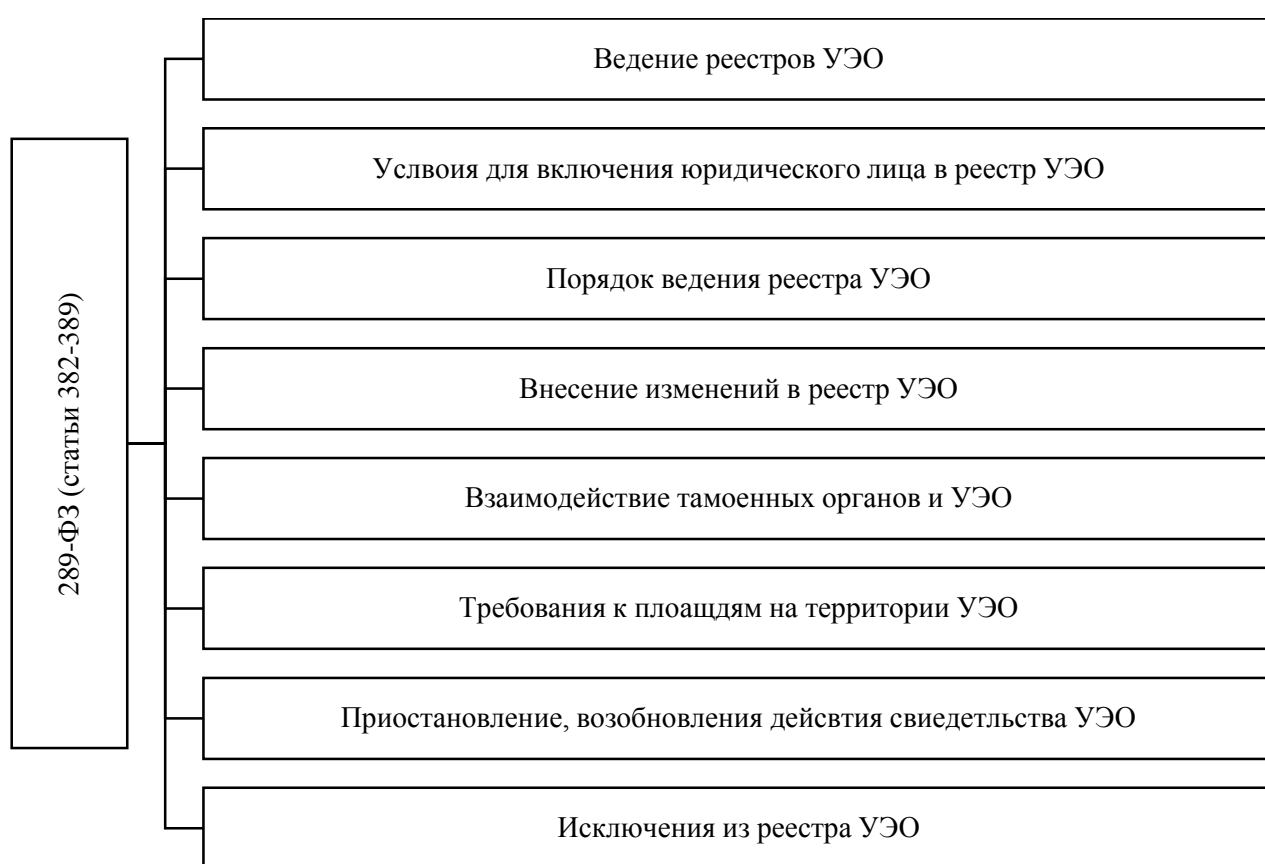 289-ФЗ (статьи 382-389)
Ведение реестров УЭО
Услвоия для включения юридического лица в реестр УЭО
Порядок ведения реестра УЭО
Внесение изменений в реестр УЭО
Взаимодействие тамоенных органов и УЭО
Требования к плоащдям на территории УЭО
Приостановление, возобновления дейсвтия свиедетльства УЭО
Исключения из реестра УЭО